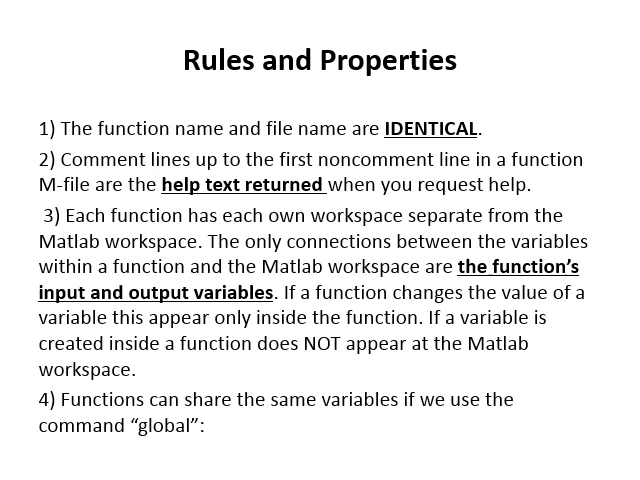 Rules and Properties
1) The function name and file name are IDENTICAL.
2) Comment lines up to the first noncomment line in a function
M-file are the help text returned when you request help.
3) Each function has each own workspace separate from the
Matlab workspace. The only connections between the variables
within a function and the Matlab workspace are the function’s
input and output variables. If a function changes the value of a
variable this appear only inside the function. If a variable is
created inside a function does NOT appear at the Matlab
workspace.
4) Functions can share the same variables if we use the
command “global”: